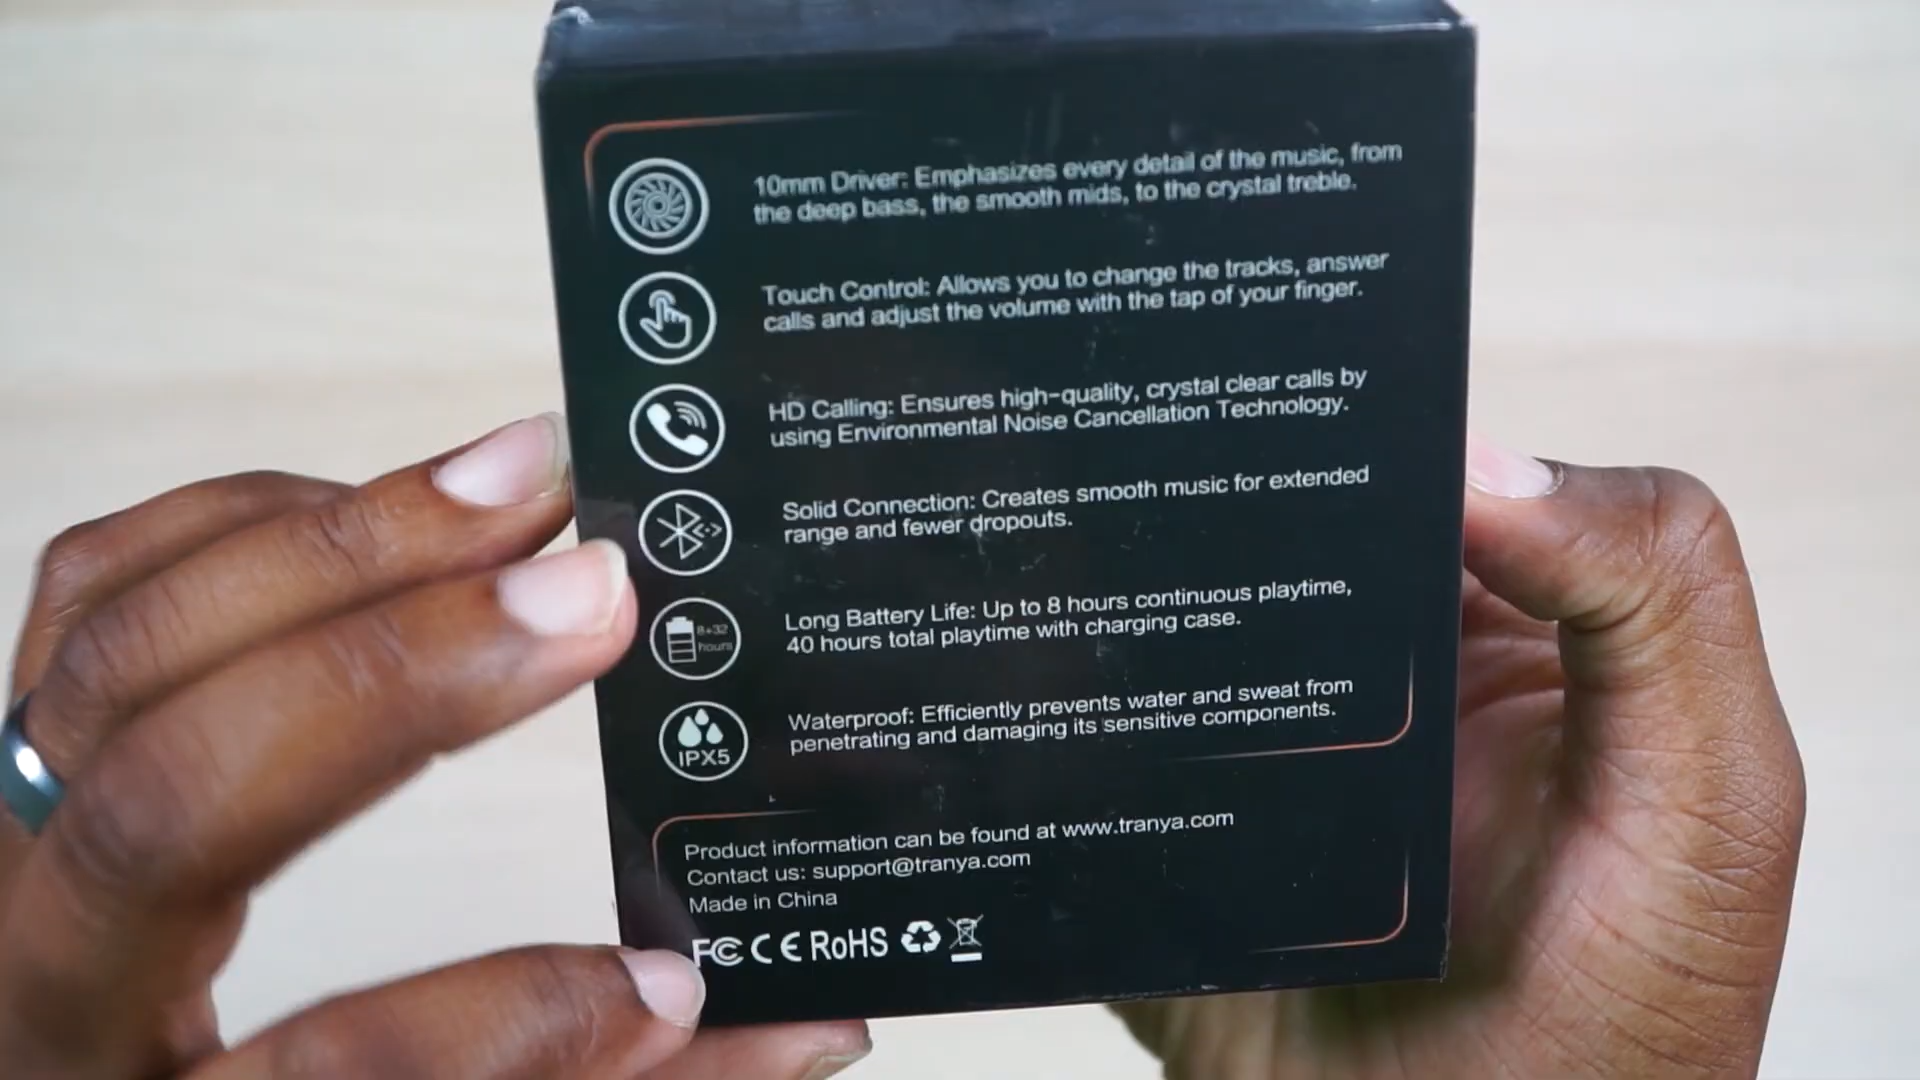 10mm Driver: Emphasizes every detail of the music, from
the deep bass, the smooth mids, to the crystal treble.
Touch Control: Allows you to change the tracks, answer
calls and adjust the volume with the tap of your finger.
HD Calling: Ensures high-quality, crystal clear calls by
using Environmental Noise Cancellation Technology.
Solid Connection: Creates smooth music for extended
range and fewer dropouts.
8+32
hours
Long Battery Life: Up to 8 hours continuous playtime,
40 hours total playtime with charging case.
IPX5
Waterproof: Efficiently prevents water and sweat from
penetrating and damaging its sensitive components.
Product information can be found at www.tranya.com
Contact us: support@tranya.com
Made in China
FC CE RoHS